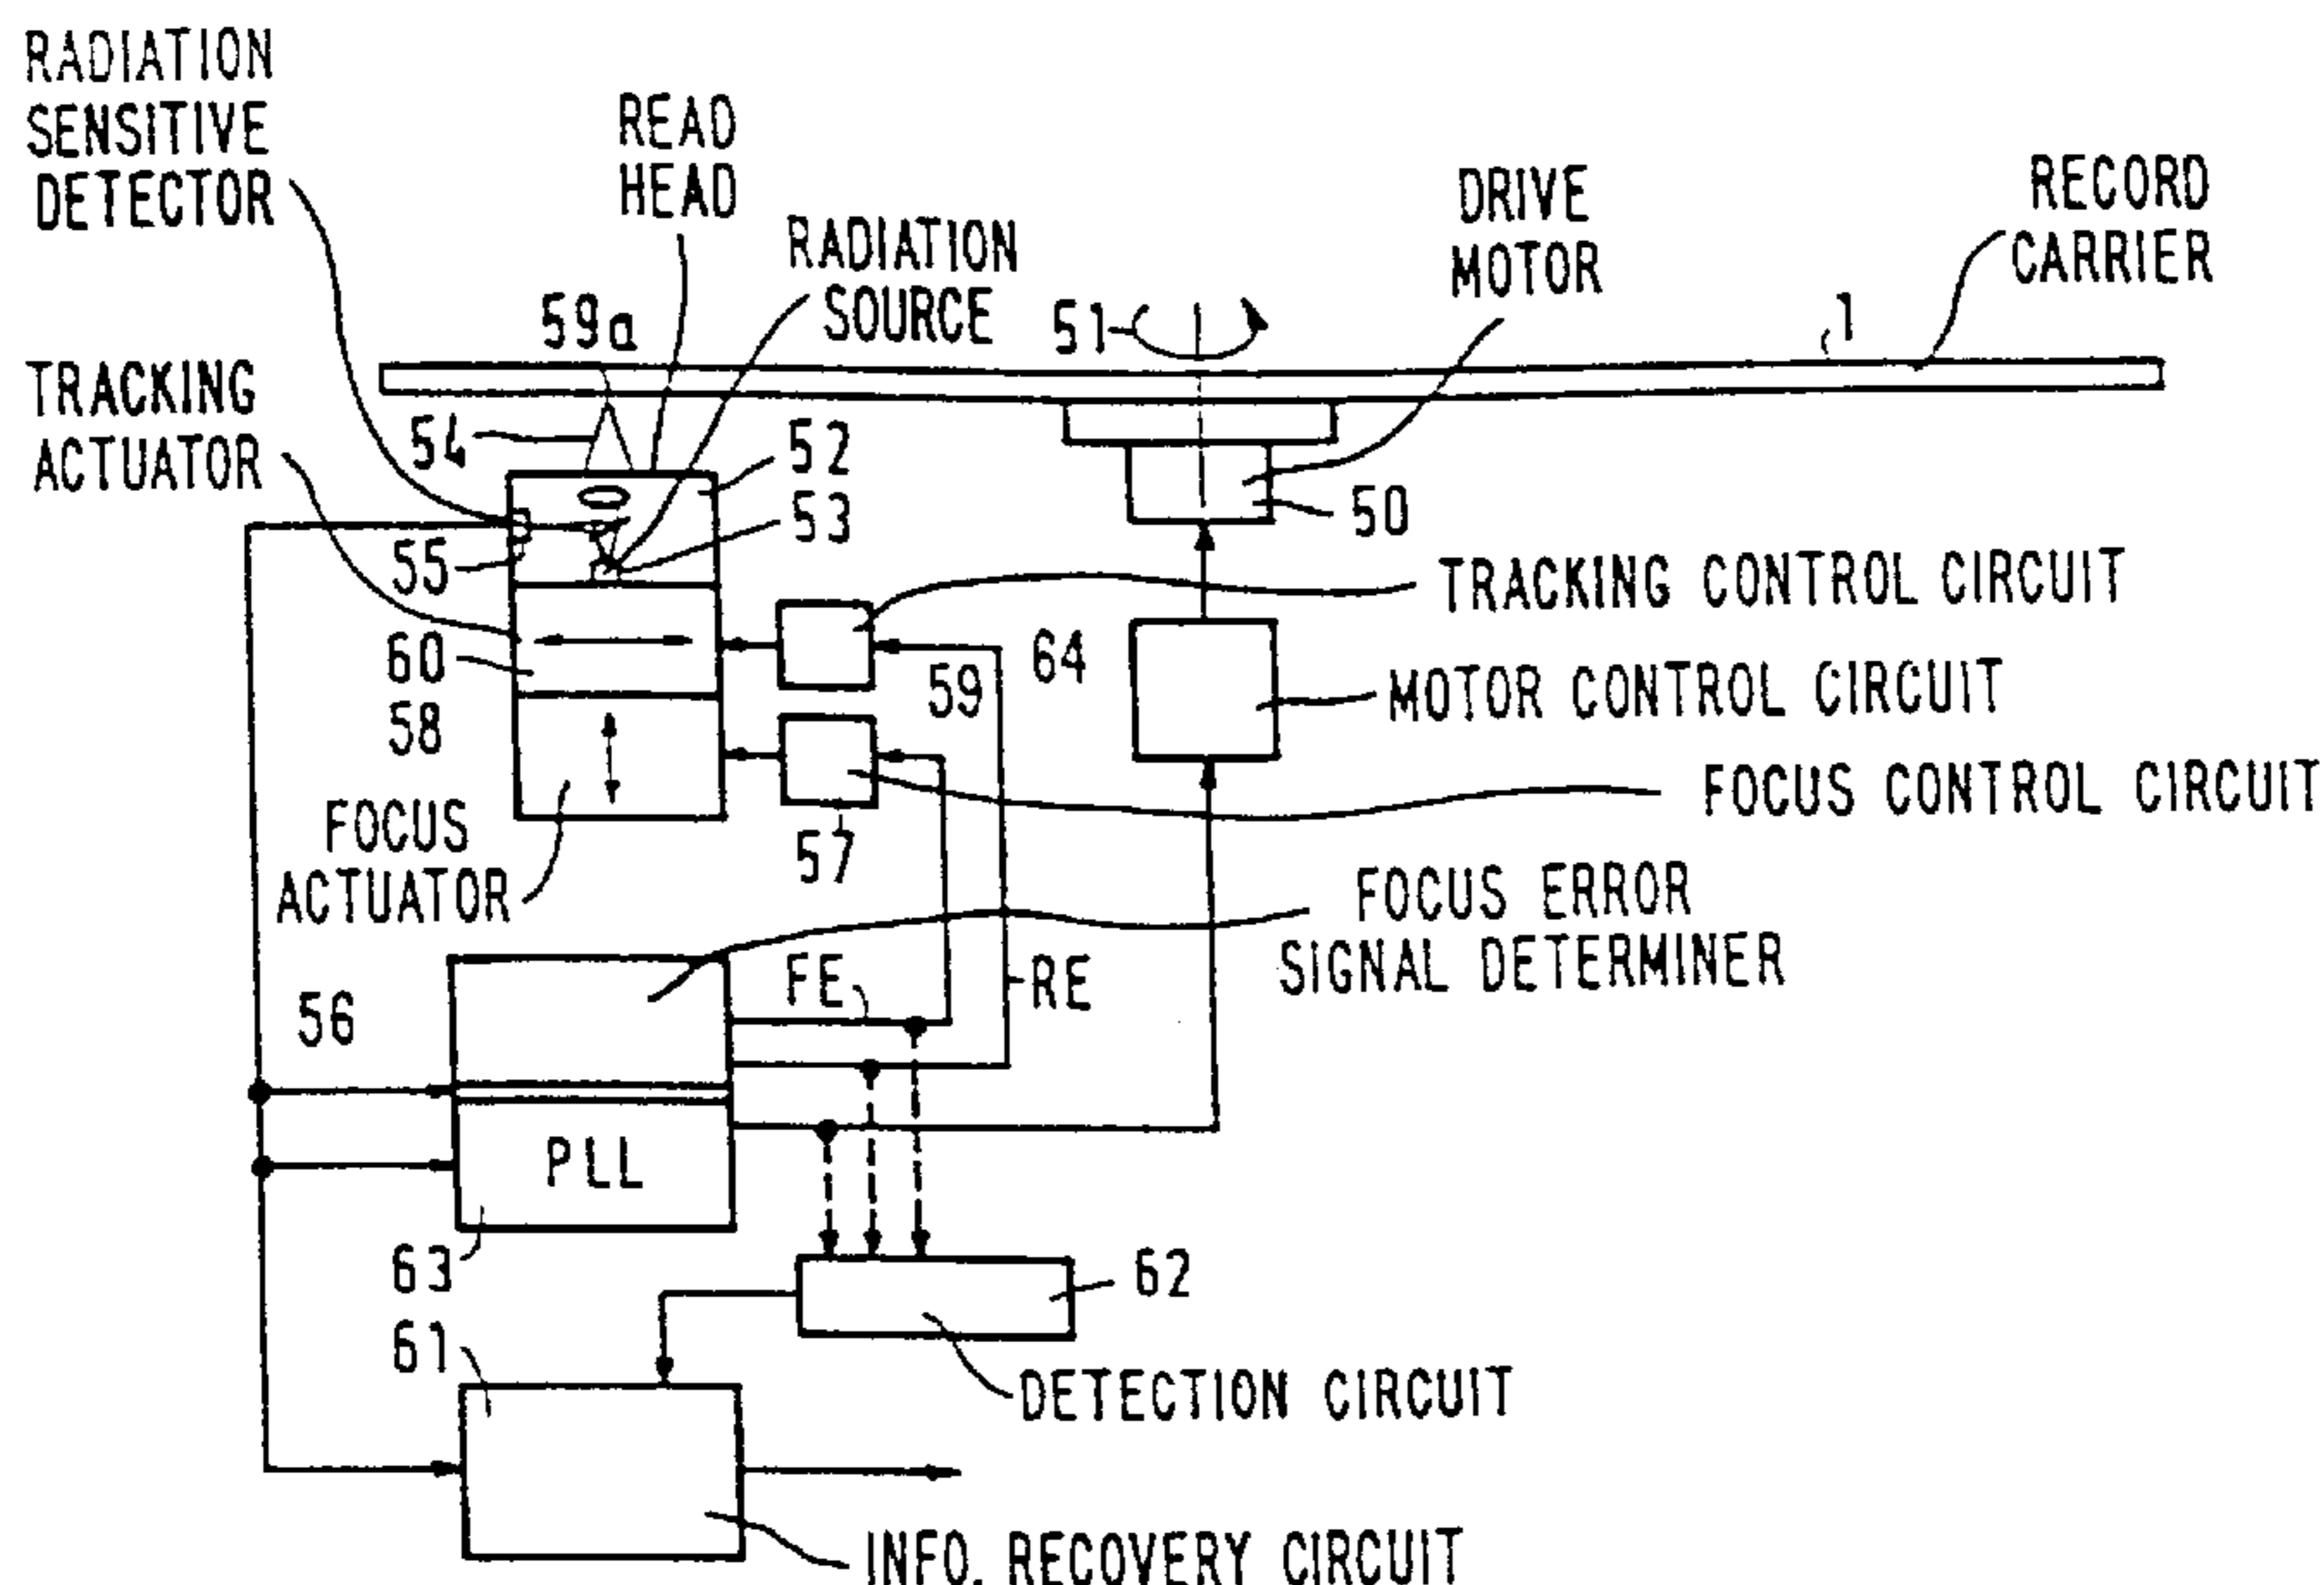 RADIATION
SENSITIVE
DETECTOR
READ
HEAD
RADIATION
SOURCE
DRIVE
MOTOR
RECORD
CARRIER
59a
51
1
TRACKING
ACTUATOR
54
52
53
50
55
TRACKING CONTROL CIRCUIT
60
59
64
MOTOR CONTROL CIRCUIT
58
FOCUS CONTROL CIRCUIT
57
FOCUS
ACTUATOR
FOCUS ERROR
SIGNAL DETERMINER
FE
RE
56
PLL
63
62
61
DETECTION CIRCUIT
INFO. RECOVERY CIRCUIT